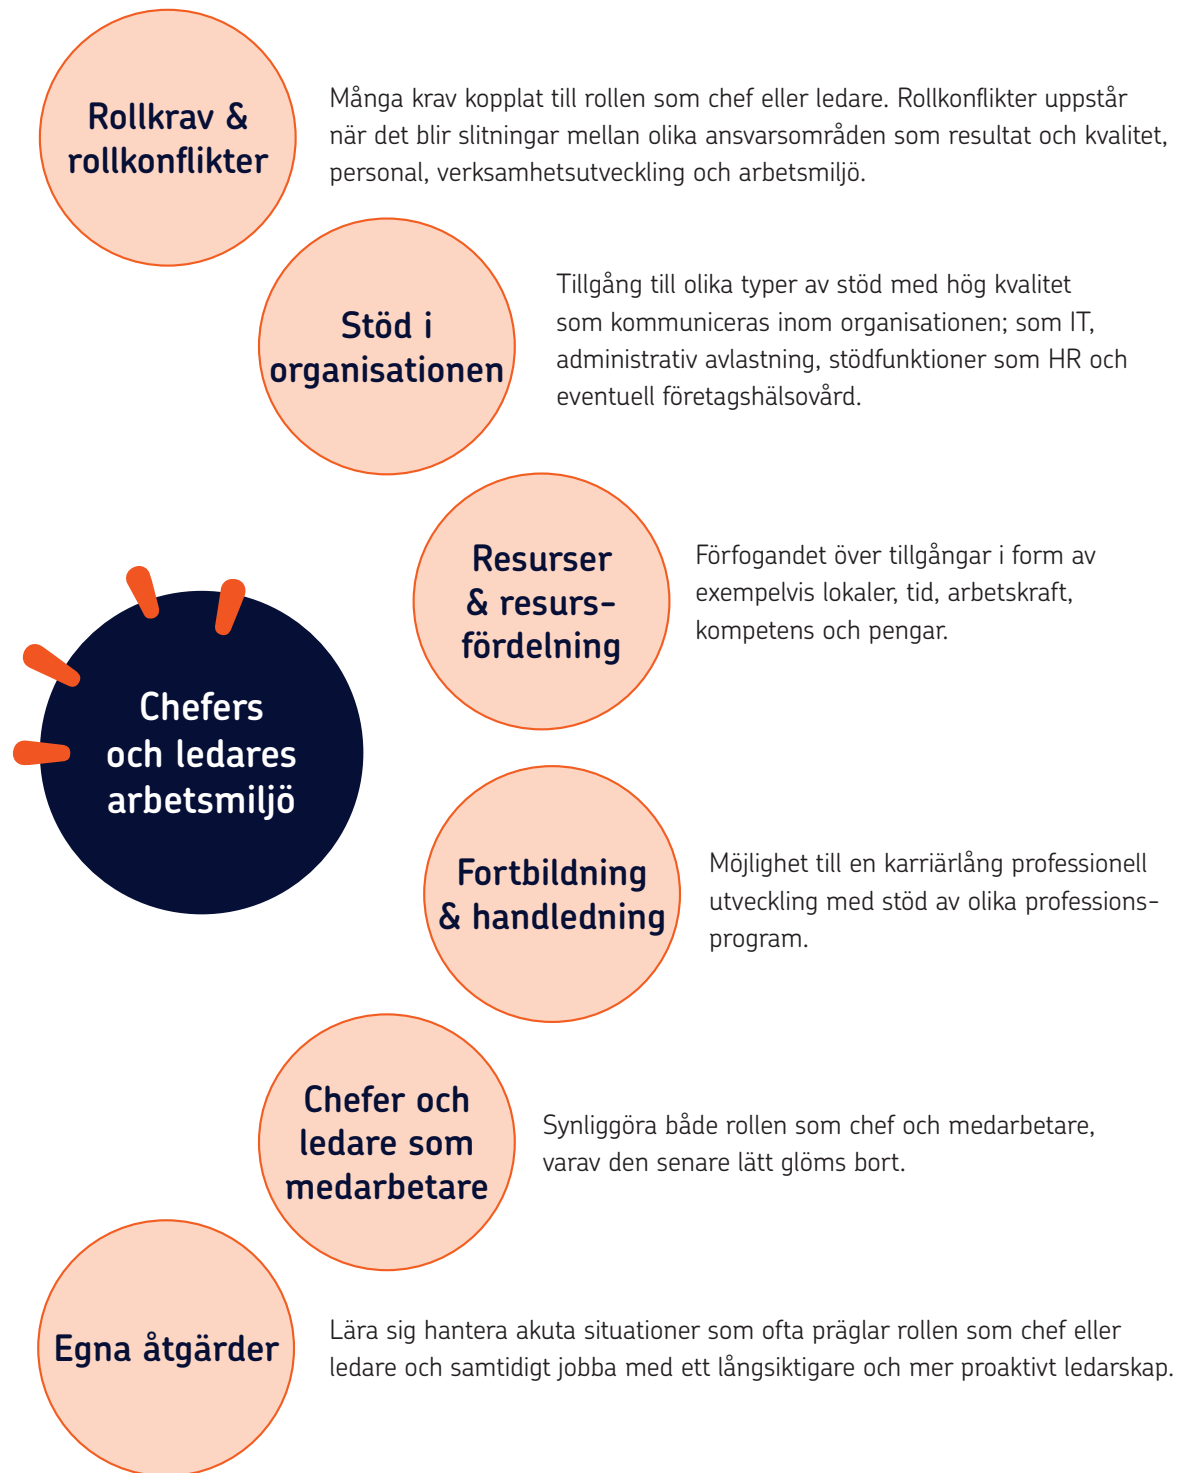 Rollkrav &
rollkonflikter
Många krav kopplat till rollen som chef eller ledare. Rollkonflikter uppstår
när det blir slitningar mellan olika ansvarsområden som resultat och kvalitet,
personal, verksamhetsutveckling och arbetsmiljö.
Stöd i
organisationen
Tillgång till olika typer av stöd med hög kvalitet
som kommuniceras inom organisationen; som IT,
administrativ avlastning, stödfunktioner som HR och
eventuell företagshälsovård.
Resurser
& resurs-
fördelning
Förfogandet över tillgångar i form av
exempelvis lokaler, tid, arbetskraft,
kompetens och pengar.
Chefers
och ledares
arbetsmiljö
Fortbildning
& handledning
Möjlighet till en karriärlång professionell
utveckling med stöd av olika professions-
program.
Chefer och
ledare som
medarbetare
Synliggöra både rollen som chef och medarbetare,
varav den senare lätt glöms bort.
Egna åtgärder
Lära sig hantera akuta situationer som ofta präglar rollen som chef eller
ledare och samtidigt jobba med ett långsiktigare och mer proaktivt ledarskap.